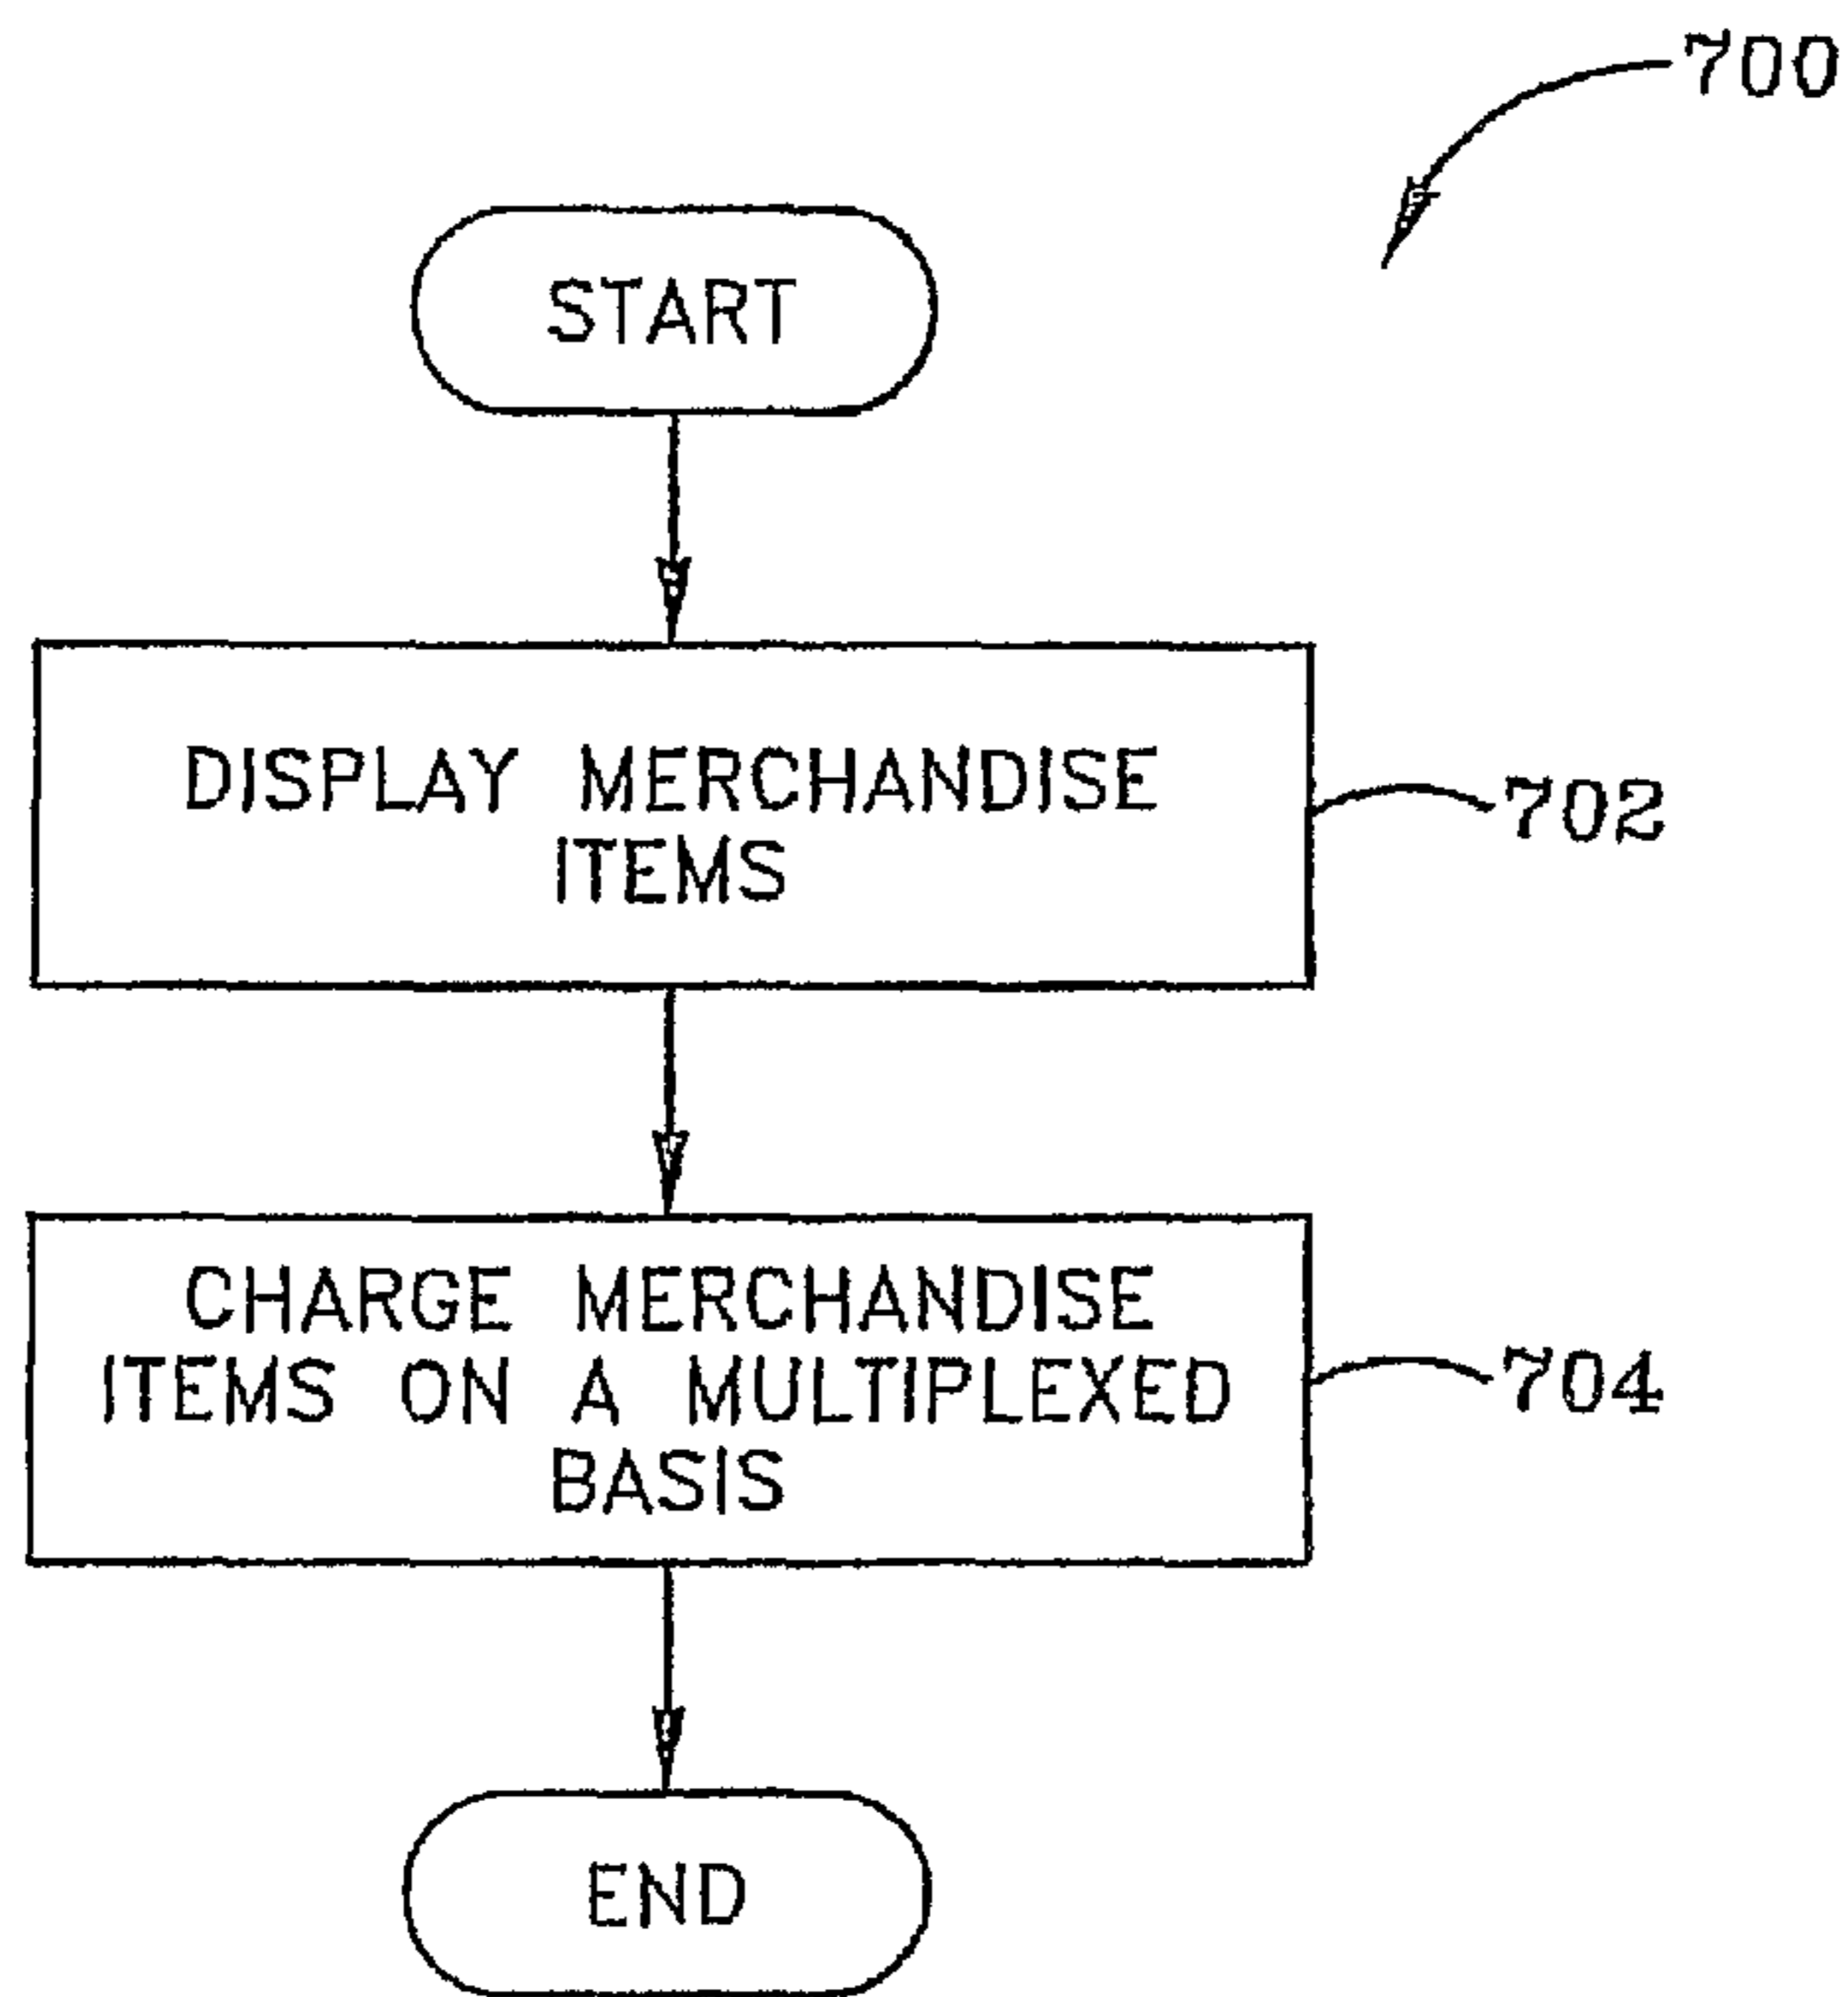 700
START
DISPLAY MERCHANDISE
ITEMS
702
CHARGE MERCHANDISE
ITEMS ON A MULTIPLEXED
BASIS
704
END